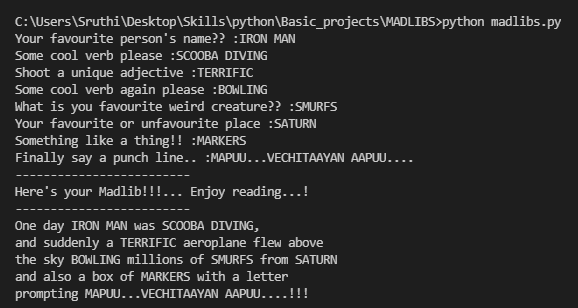 C:\Users\Sruthi\Desktop\Skills\python\Basic_projects\MADLIBS>python madlibs.py
Your favourite person's name?? :IRON MAN
Some cool verb please :SCOOBA DIVING
Shoot a unique adjective :TERRIFIC
Some cool verb again please :BOWLING
What is you favourite weird creature?? :SMURFS
Your favourite or unfavourite place :SATURN
Something like a thing!! :MARKERS
Finally say a punch line.. :MAPUU...VECHITAAYAN AAPUU....
-------------------------
Here's your Madlib!!!... Enjoy reading...!
-------------------------
One day IRON MAN was SCOOBA DIVING,
and suddenly a TERRIFIC aeroplane flew above
the sky BOWLING millions of SMURFS from SATURN
and also a box of MARKERS with a letter
prompting MAPUU...VECHITAAYAN AAPUU....!!!